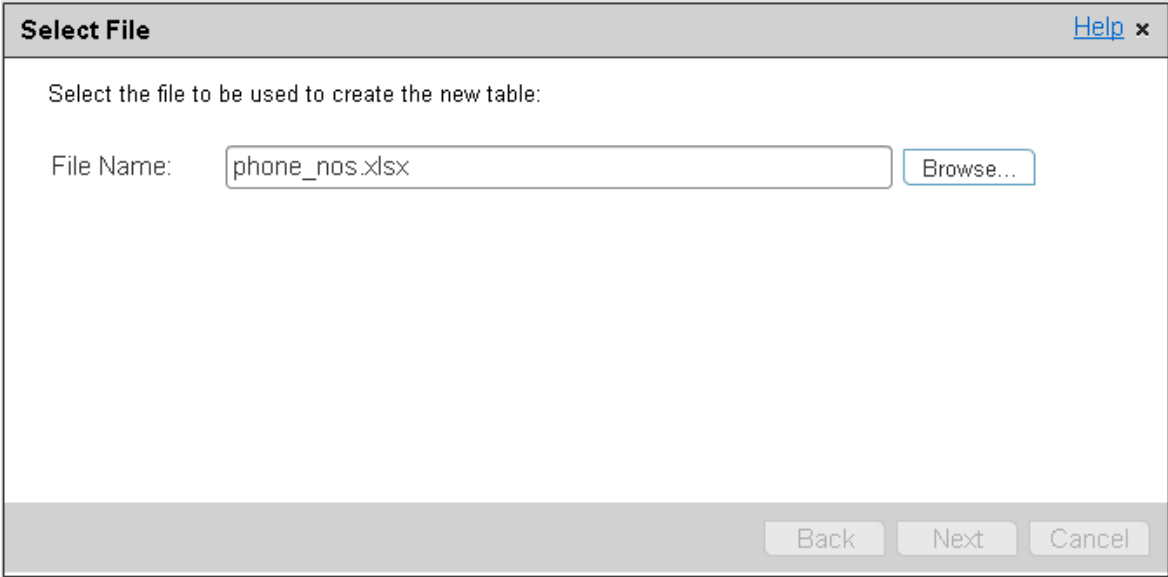 Select File
Help ×
Select the file to be used to create the new table:
File Name: phone_nos.xlsx Browse...
Back Next Cancel